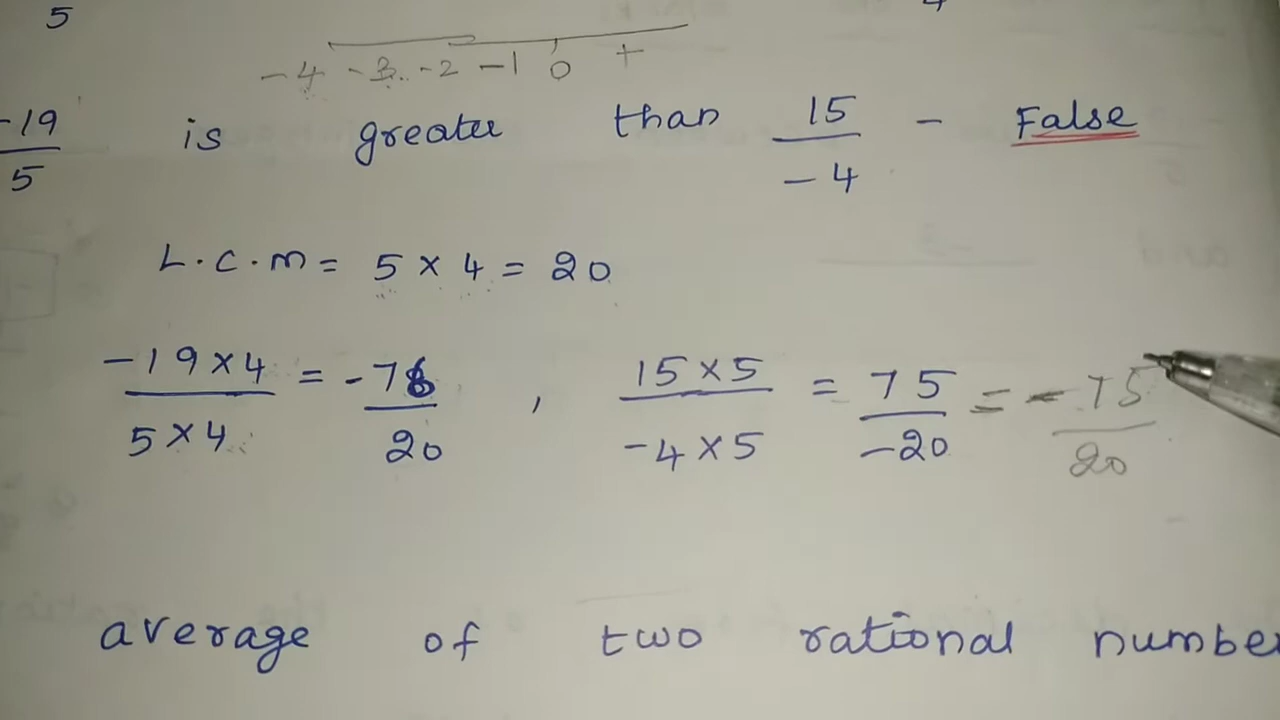 5
-4 -3 -2 -1 0 +
-19/5 is greater than 15/-4 - False
L.C.M = 5 × 4 = 20
-19×4/5×4 = -76/20 , 15×5/-4×5 = 75/-20 = -75/20
average of two rational number